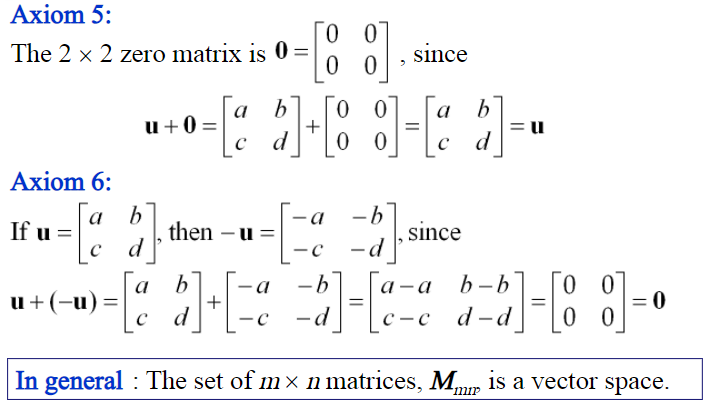 Axiom 5:
The 2 × 2 zero matrix is 0 = [0 0; 0 0] , since
u + 0 = [a b; c d] + [0 0; 0 0] = [a b; c d] = u
Axiom 6:
If u = [a b; c d], then − u = [−a −b; −c −d], since
u + (−u) = [a b; c d] + [−a −b; −c −d] = [a−a b−b; c−c d−d] = [0 0; 0 0] = 0
In general : The set of m × n matrices, Mmn, is a vector space.